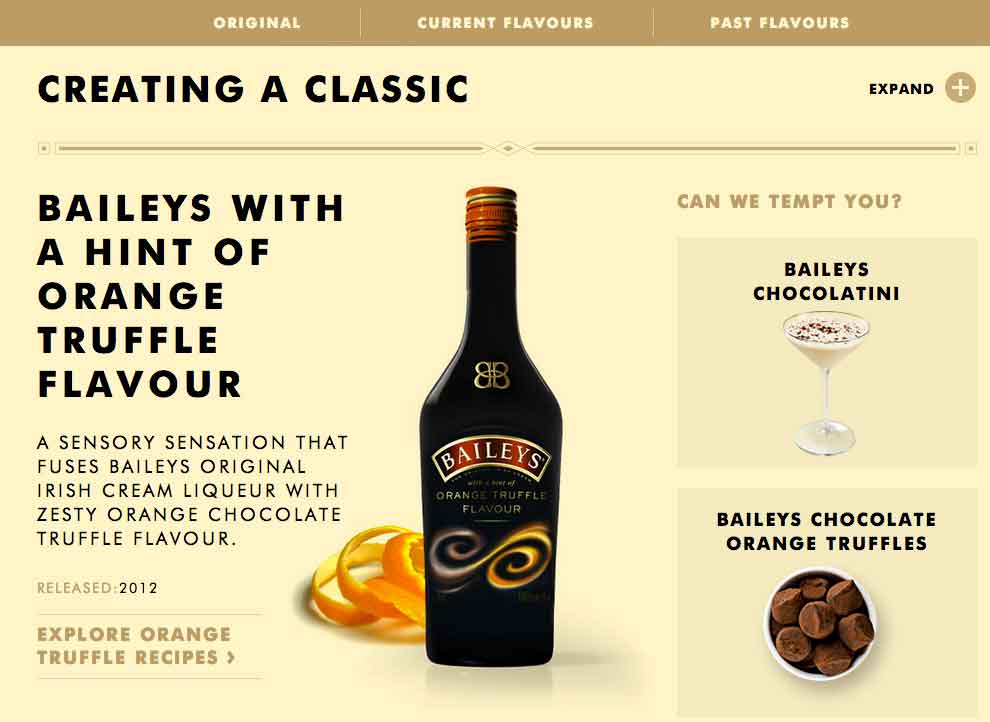 ORIGINAL
CURRENT FLAVOURS
PAST FLAVOURS
CREATING A CLASSIC
EXPAND
BAILEYS WITH
A HINT OF
ORANGE
TRUFFLE
FLAVOUR
A SENSORY SENSATION THAT
FUSES BAILEYS ORIGINAL
IRISH CREAM LIQUEUR WITH
ZESTY ORANGE CHOCOLATE
TRUFFLE FLAVOUR.
RELEASED:2012
EXPLORE ORANGE
TRUFFLE RECIPES ›
BAILEYS
with a hint of
ORANGE TRUFFLE
FLAVOUR
CAN WE TEMPT YOU?
BAILEYS
CHOCOLATINI
BAILEYS CHOCOLATE
ORANGE TRUFFLES